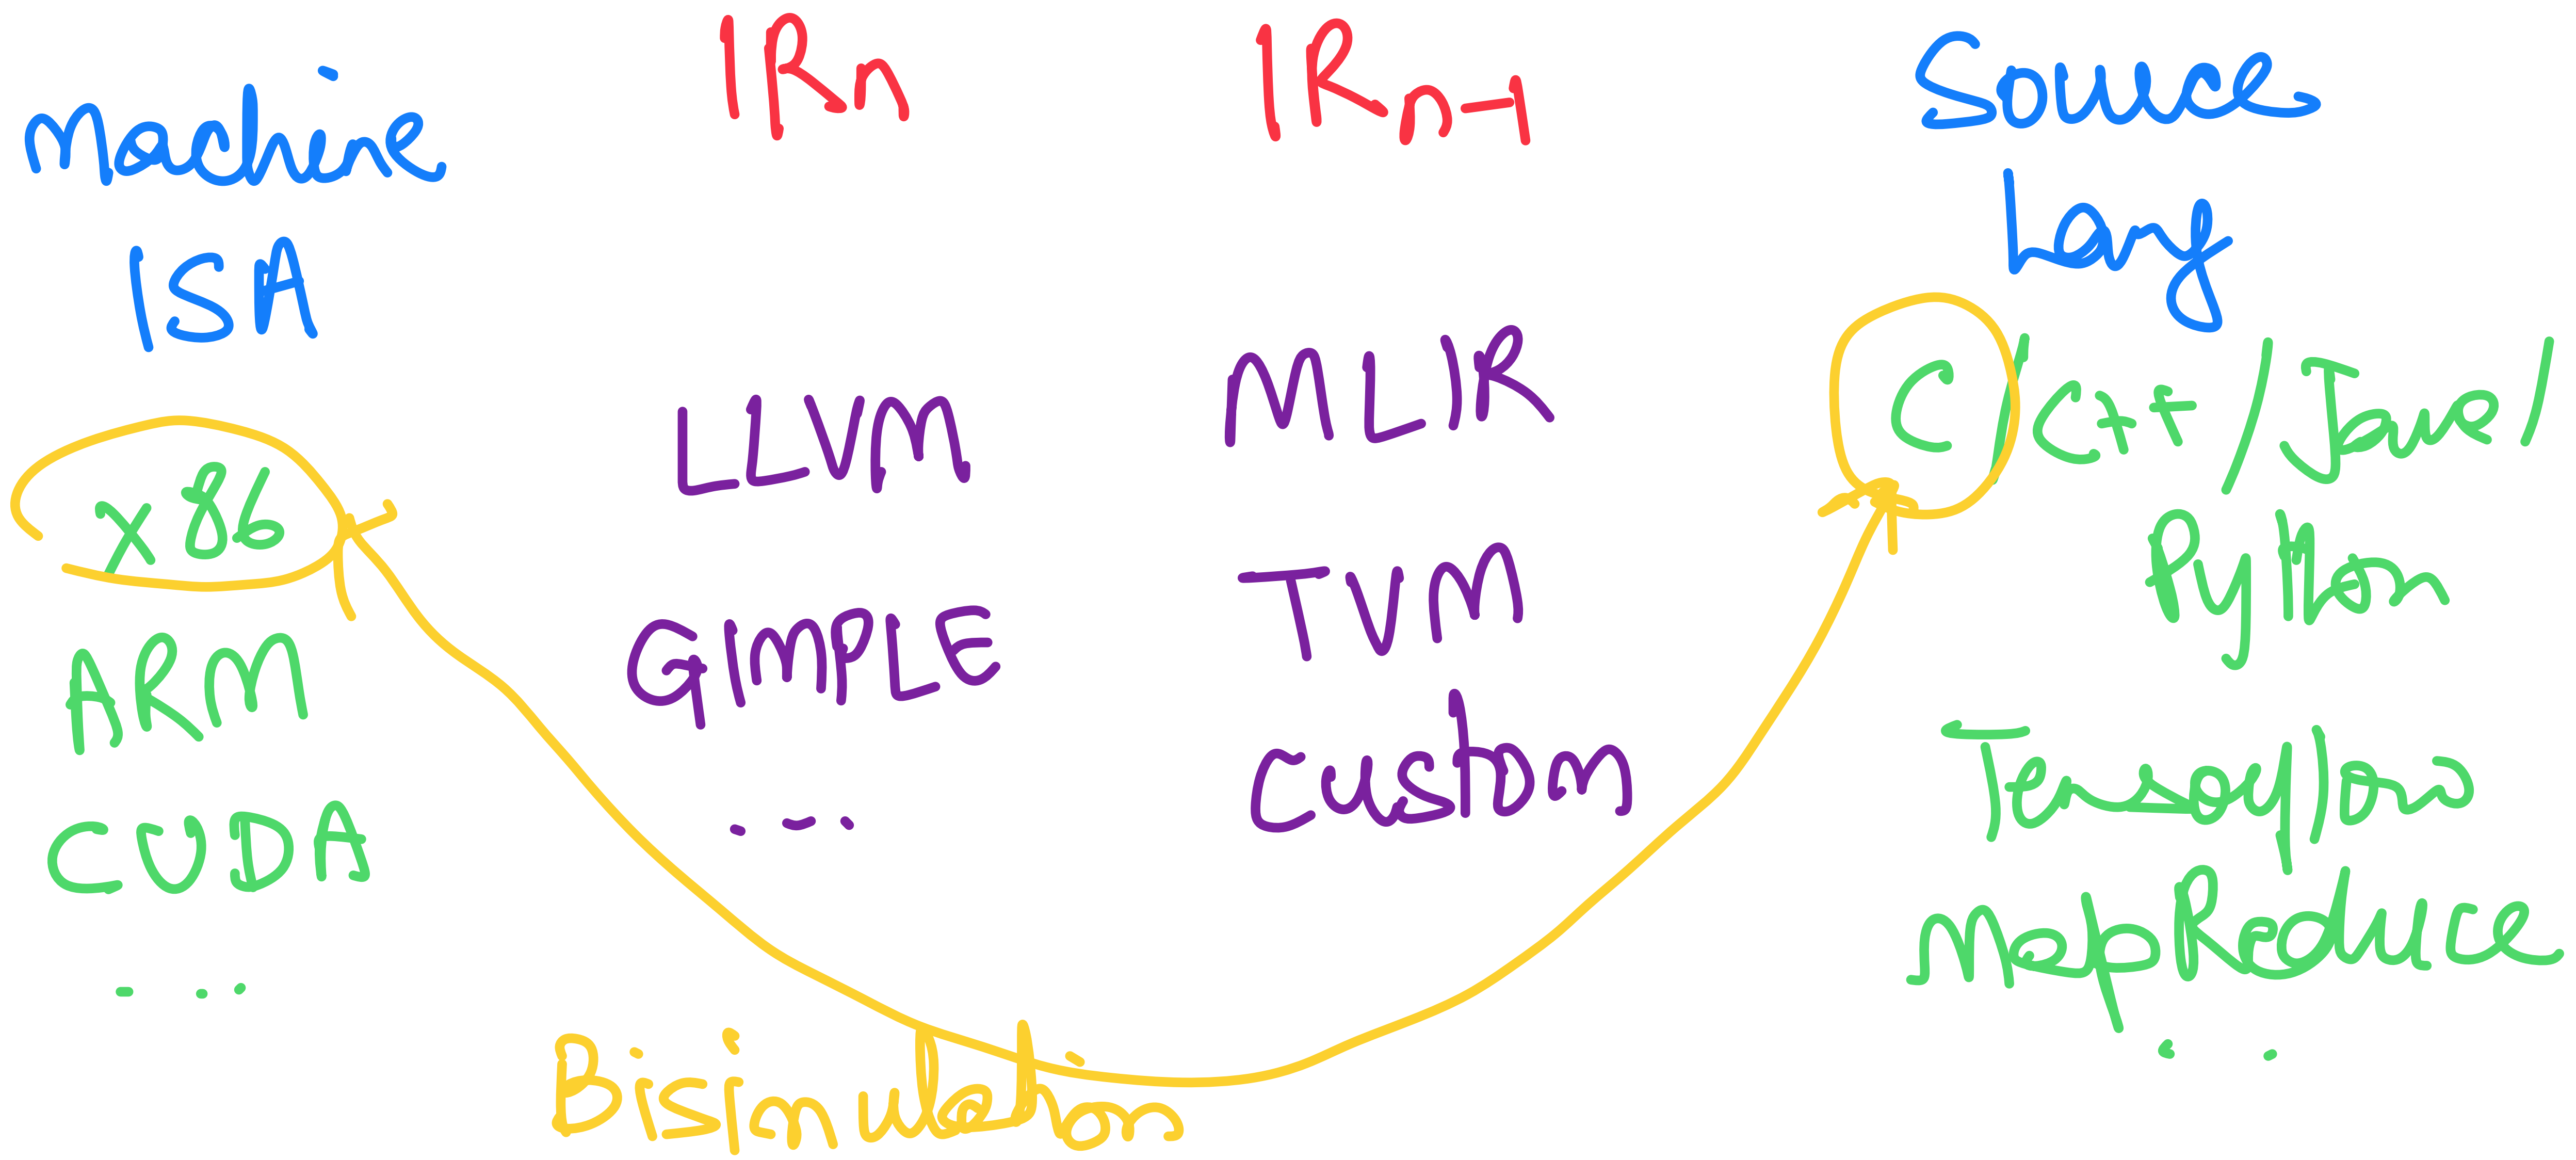 Machine
ISA
x86
ARM
CUDA
...
IRn
LLVM
GIMPLE
...
IRn-1
MLIR
TVM
Custom
Source
Lang
C/C++/Java/
Python
Tensorflow
MapReduce
...
Bisimulation